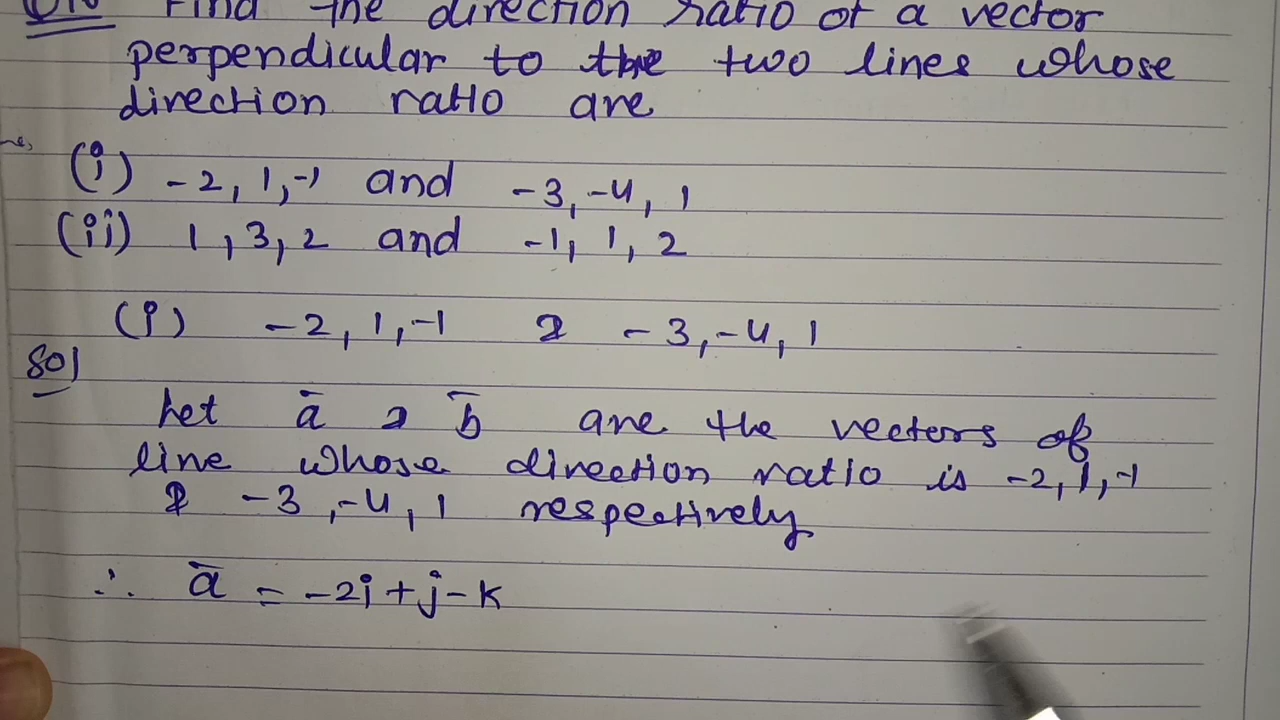 Find the direction ratio of a vector
perpendicular to the two lines whose
direction ratio are
(i) -2, 1, -1 and -3, -4, 1
(ii) 1, 3, 2 and -1, 1, 2
(i) -2, 1, -1 & -3, -4, 1
Sol
Let a̅ & b̅ are the vectors of
line whose direction ratio is -2, 1, -1
& -3, -4, 1 respectively
∴ a̅ = -2i + j - k